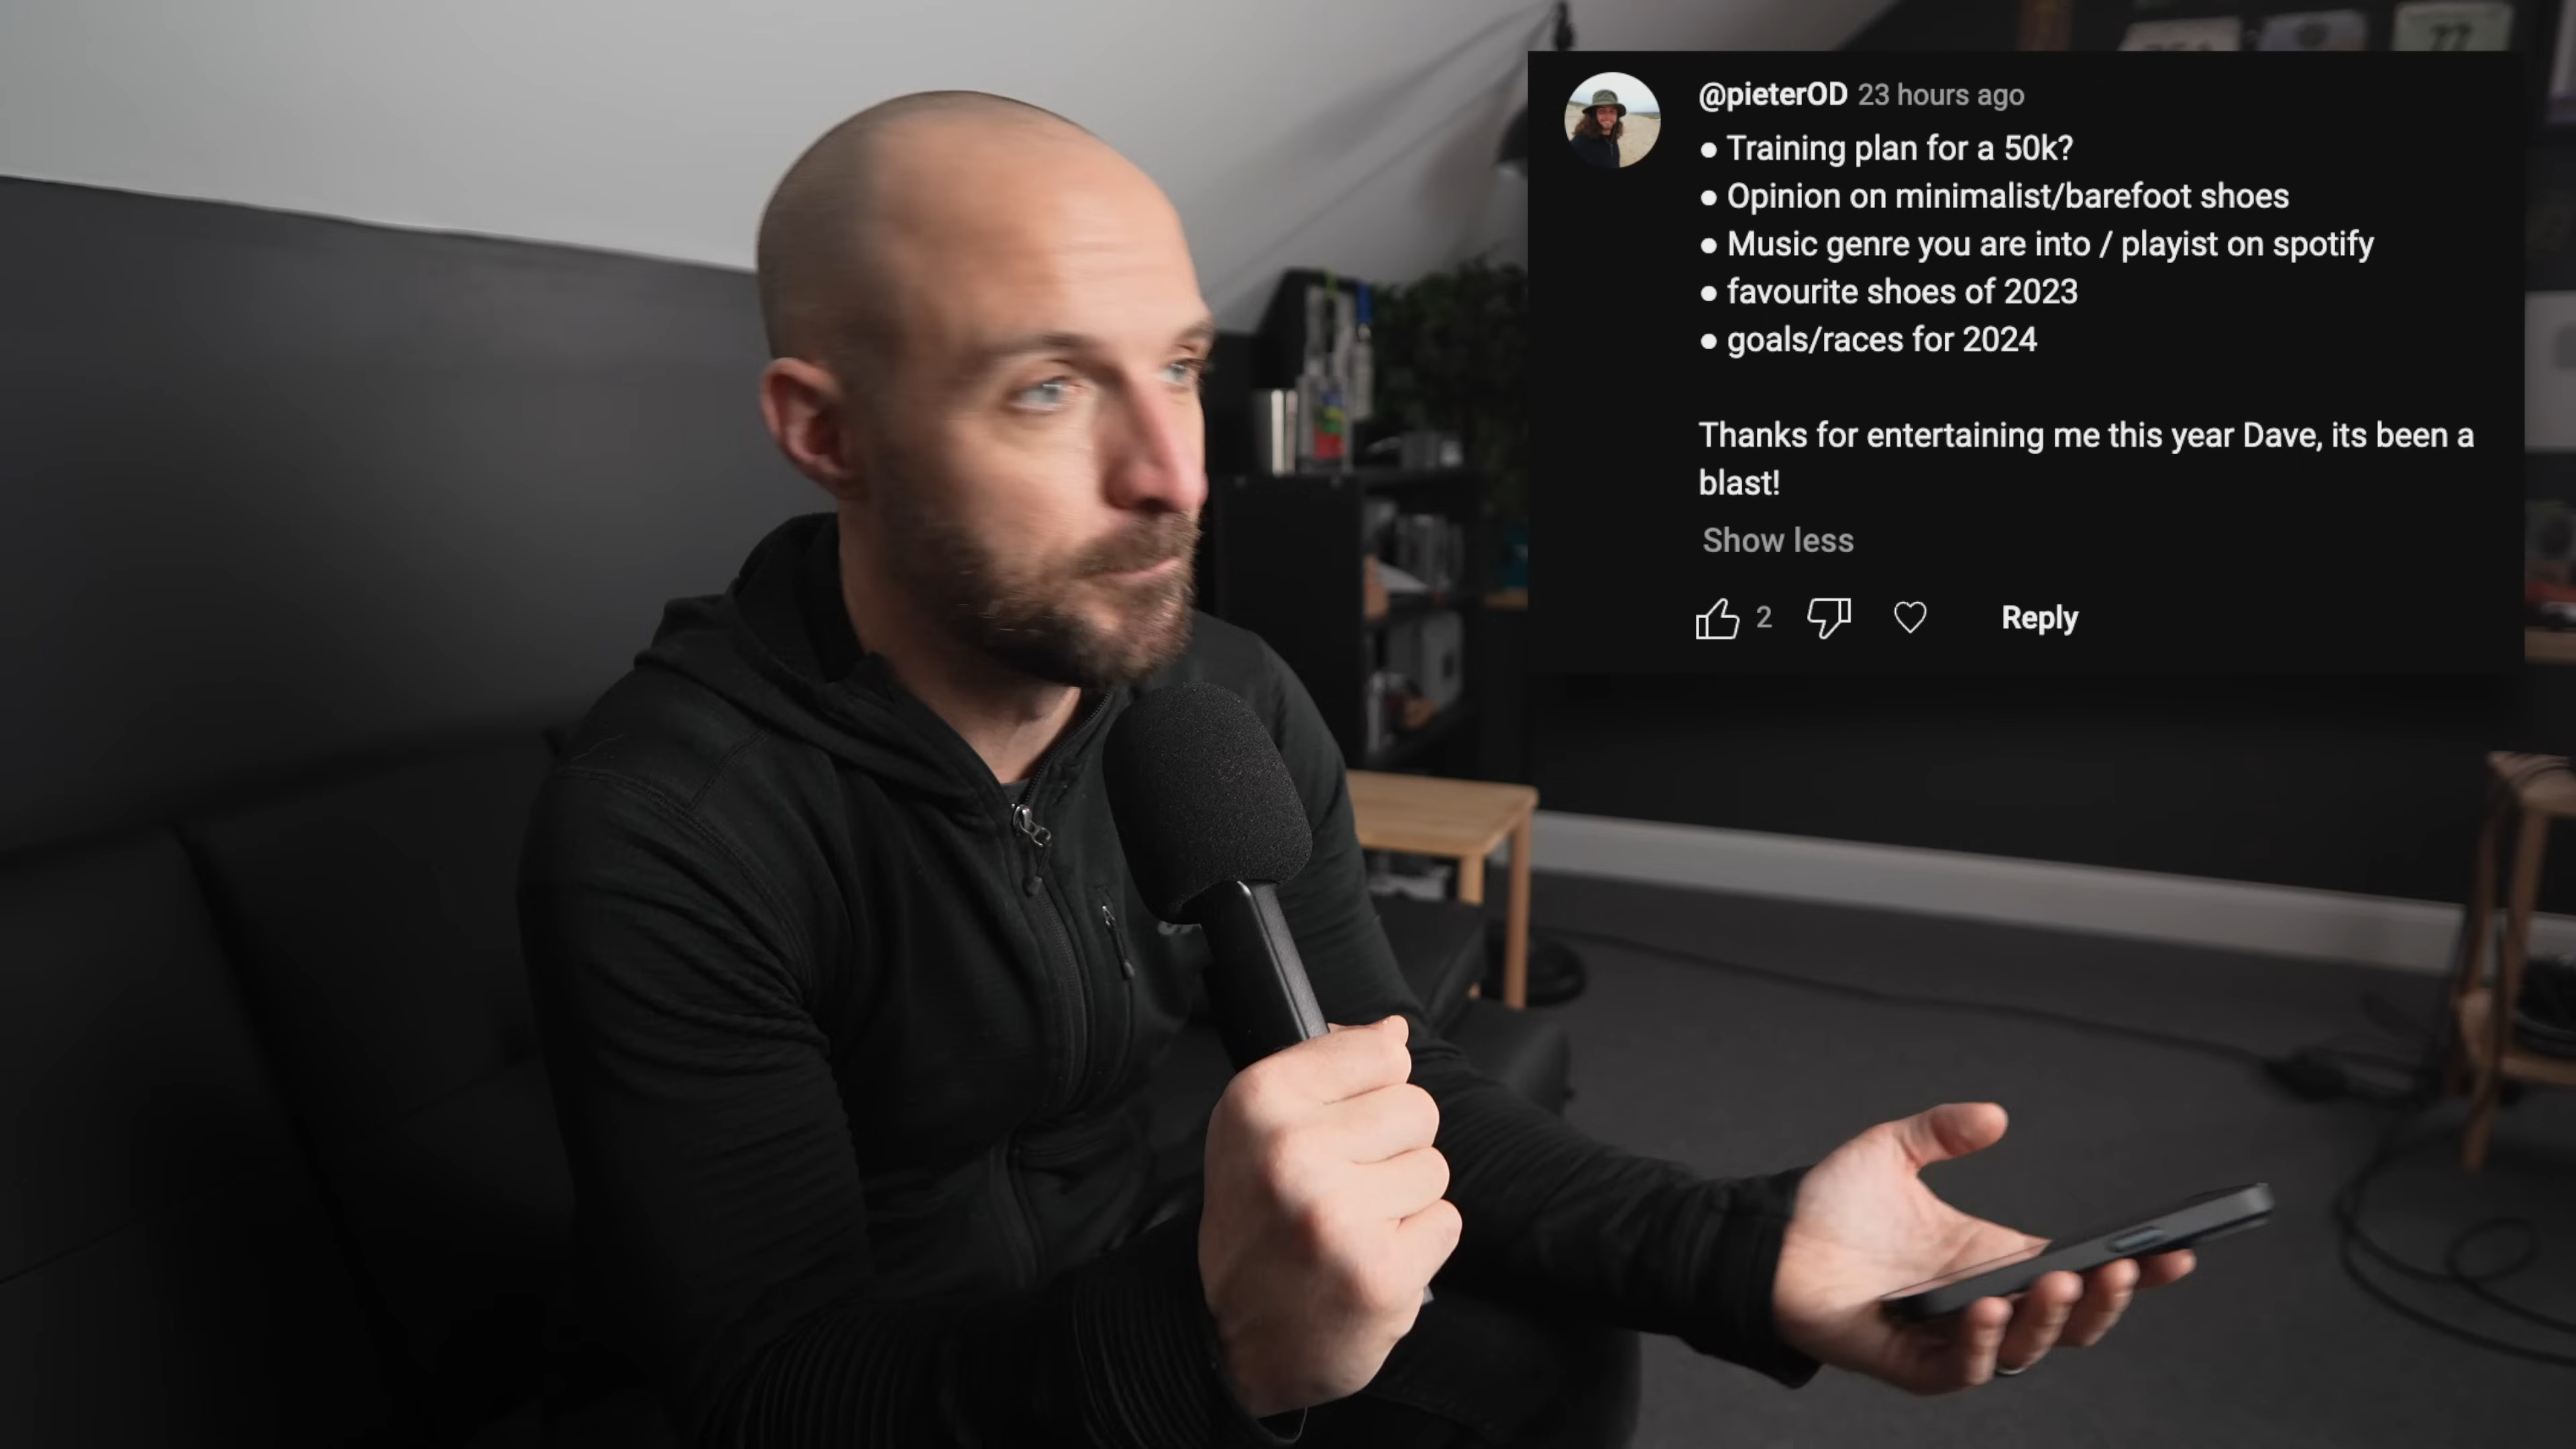 @pieterOD 23 hours ago
● Training plan for a 50k?
● Opinion on minimalist/barefoot shoes
● Music genre you are into / playist on spotify
● favourite shoes of 2023
● goals/races for 2024
Thanks for entertaining me this year Dave, its been a
blast!
Show less
2 Reply